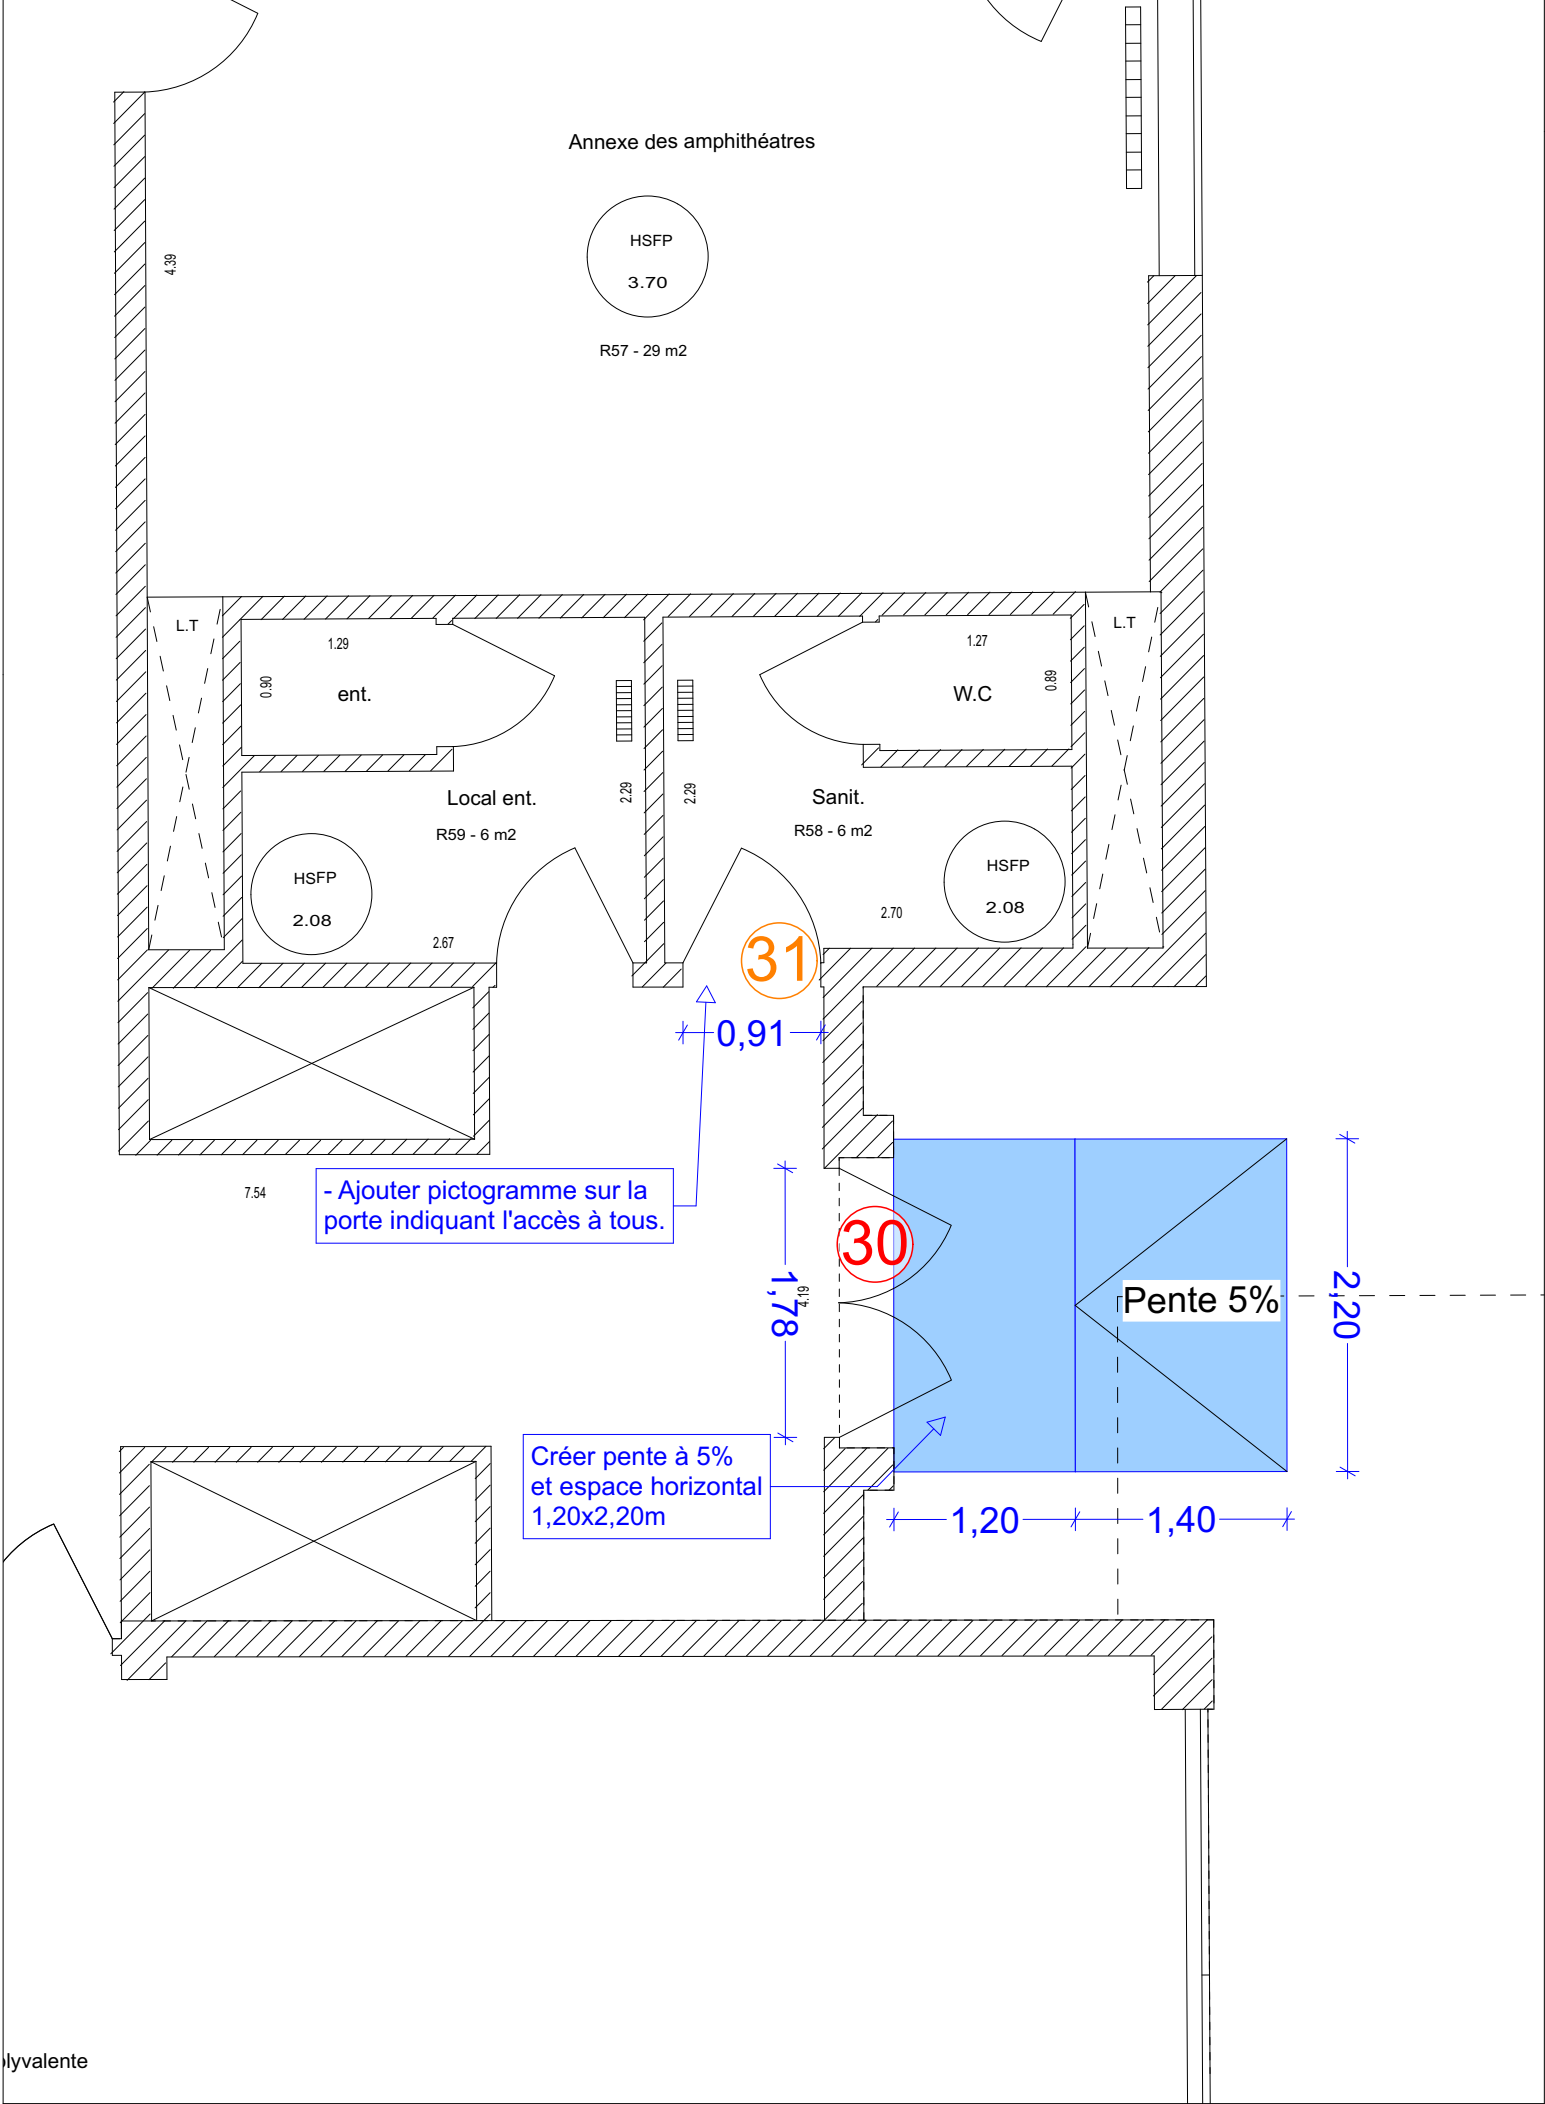 Annexe des amphithéatres
HSFP
3.70
R57 - 29 m2
4.39
L.T
1.29
0.90
ent.
1.27
0.89
W.C
L.T
Local ent.
R59 - 6 m2
2.29
2.29
Sanit.
R58 - 6 m2
HSFP
2.08
2.67
HSFP
2.08
2.70
31
0,91
- Ajouter pictogramme sur la
porte indiquant l'accès à tous.
7.54
30
1,78
4.19
Pente 5%
2,20
Créer pente à 5%
et espace horizontal
1,20x2,20m
1,20
1,40
lyvalente